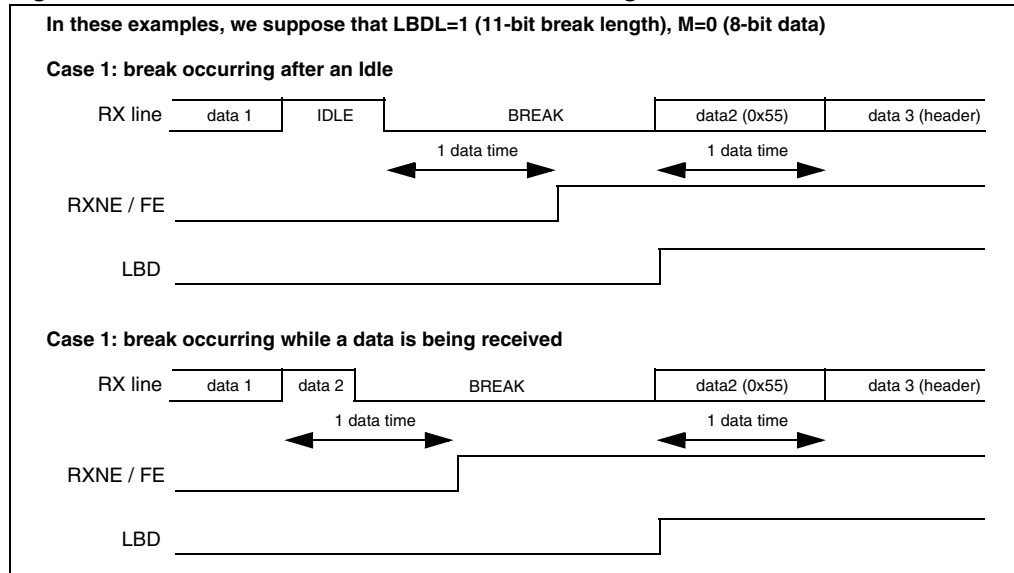 In these examples, we suppose that LBDL=1 (11-bit break length), M=0 (8-bit data)
Case 1: break occurring after an Idle
RX line data 1 IDLE BREAK data2 (0x55) data 3 (header)
1 data time 1 data time
RXNE / FE
LBD
Case 1: break occurring while a data is being received
RX line data 1 data 2 BREAK data2 (0x55) data 3 (header)
1 data time 1 data time
RXNE / FE
LBD